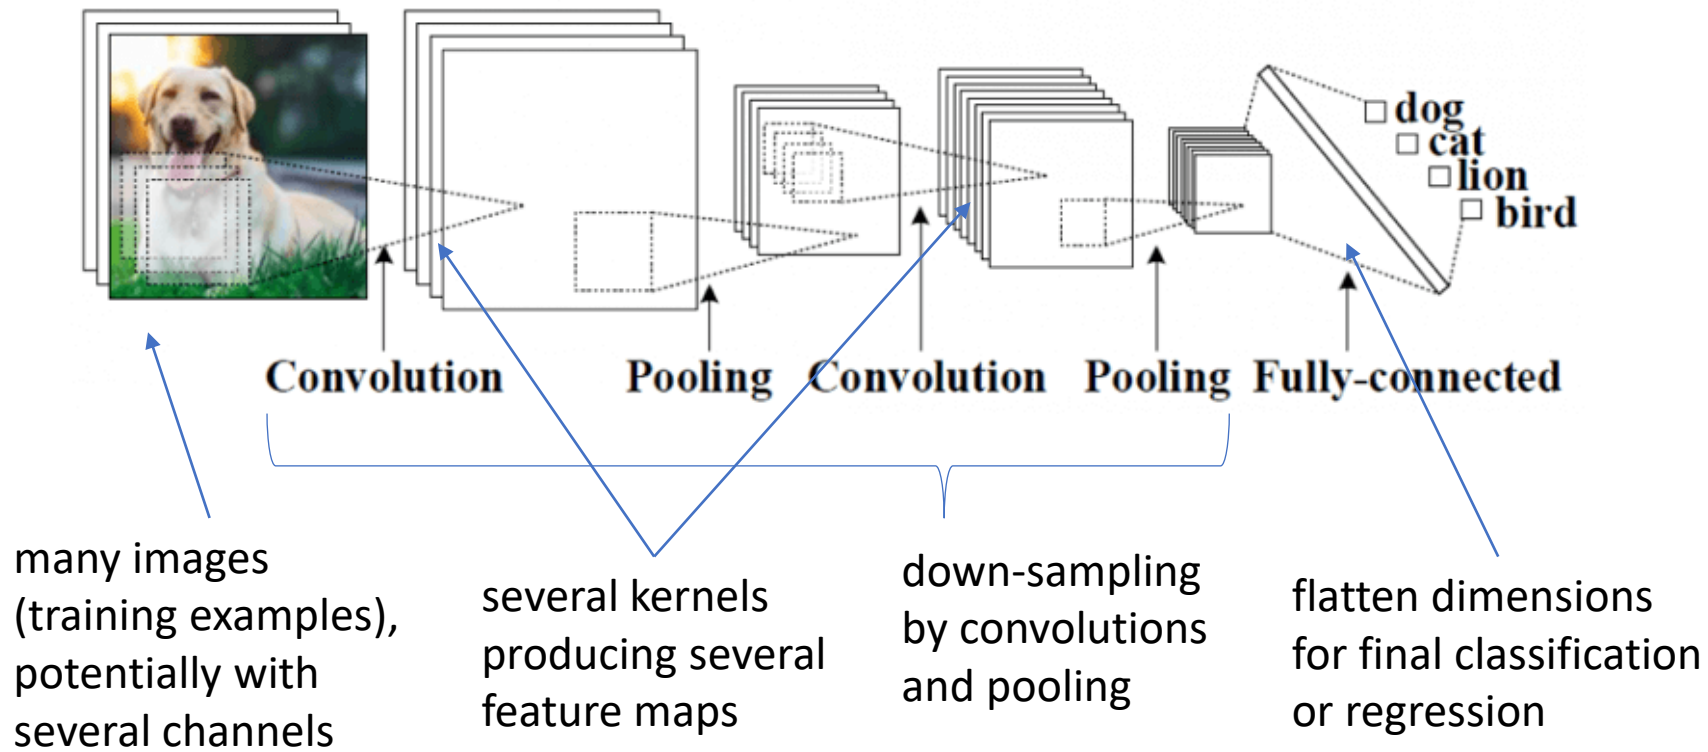 dog
cat
lion
bird
Convolution
Pooling
Convolution
Pooling
Fully-connected
many images
(training examples),
potentially with
several channels
several kernels
producing several
feature maps
down-sampling
by convolutions
and pooling
flatten dimensions
for final classification
or regression